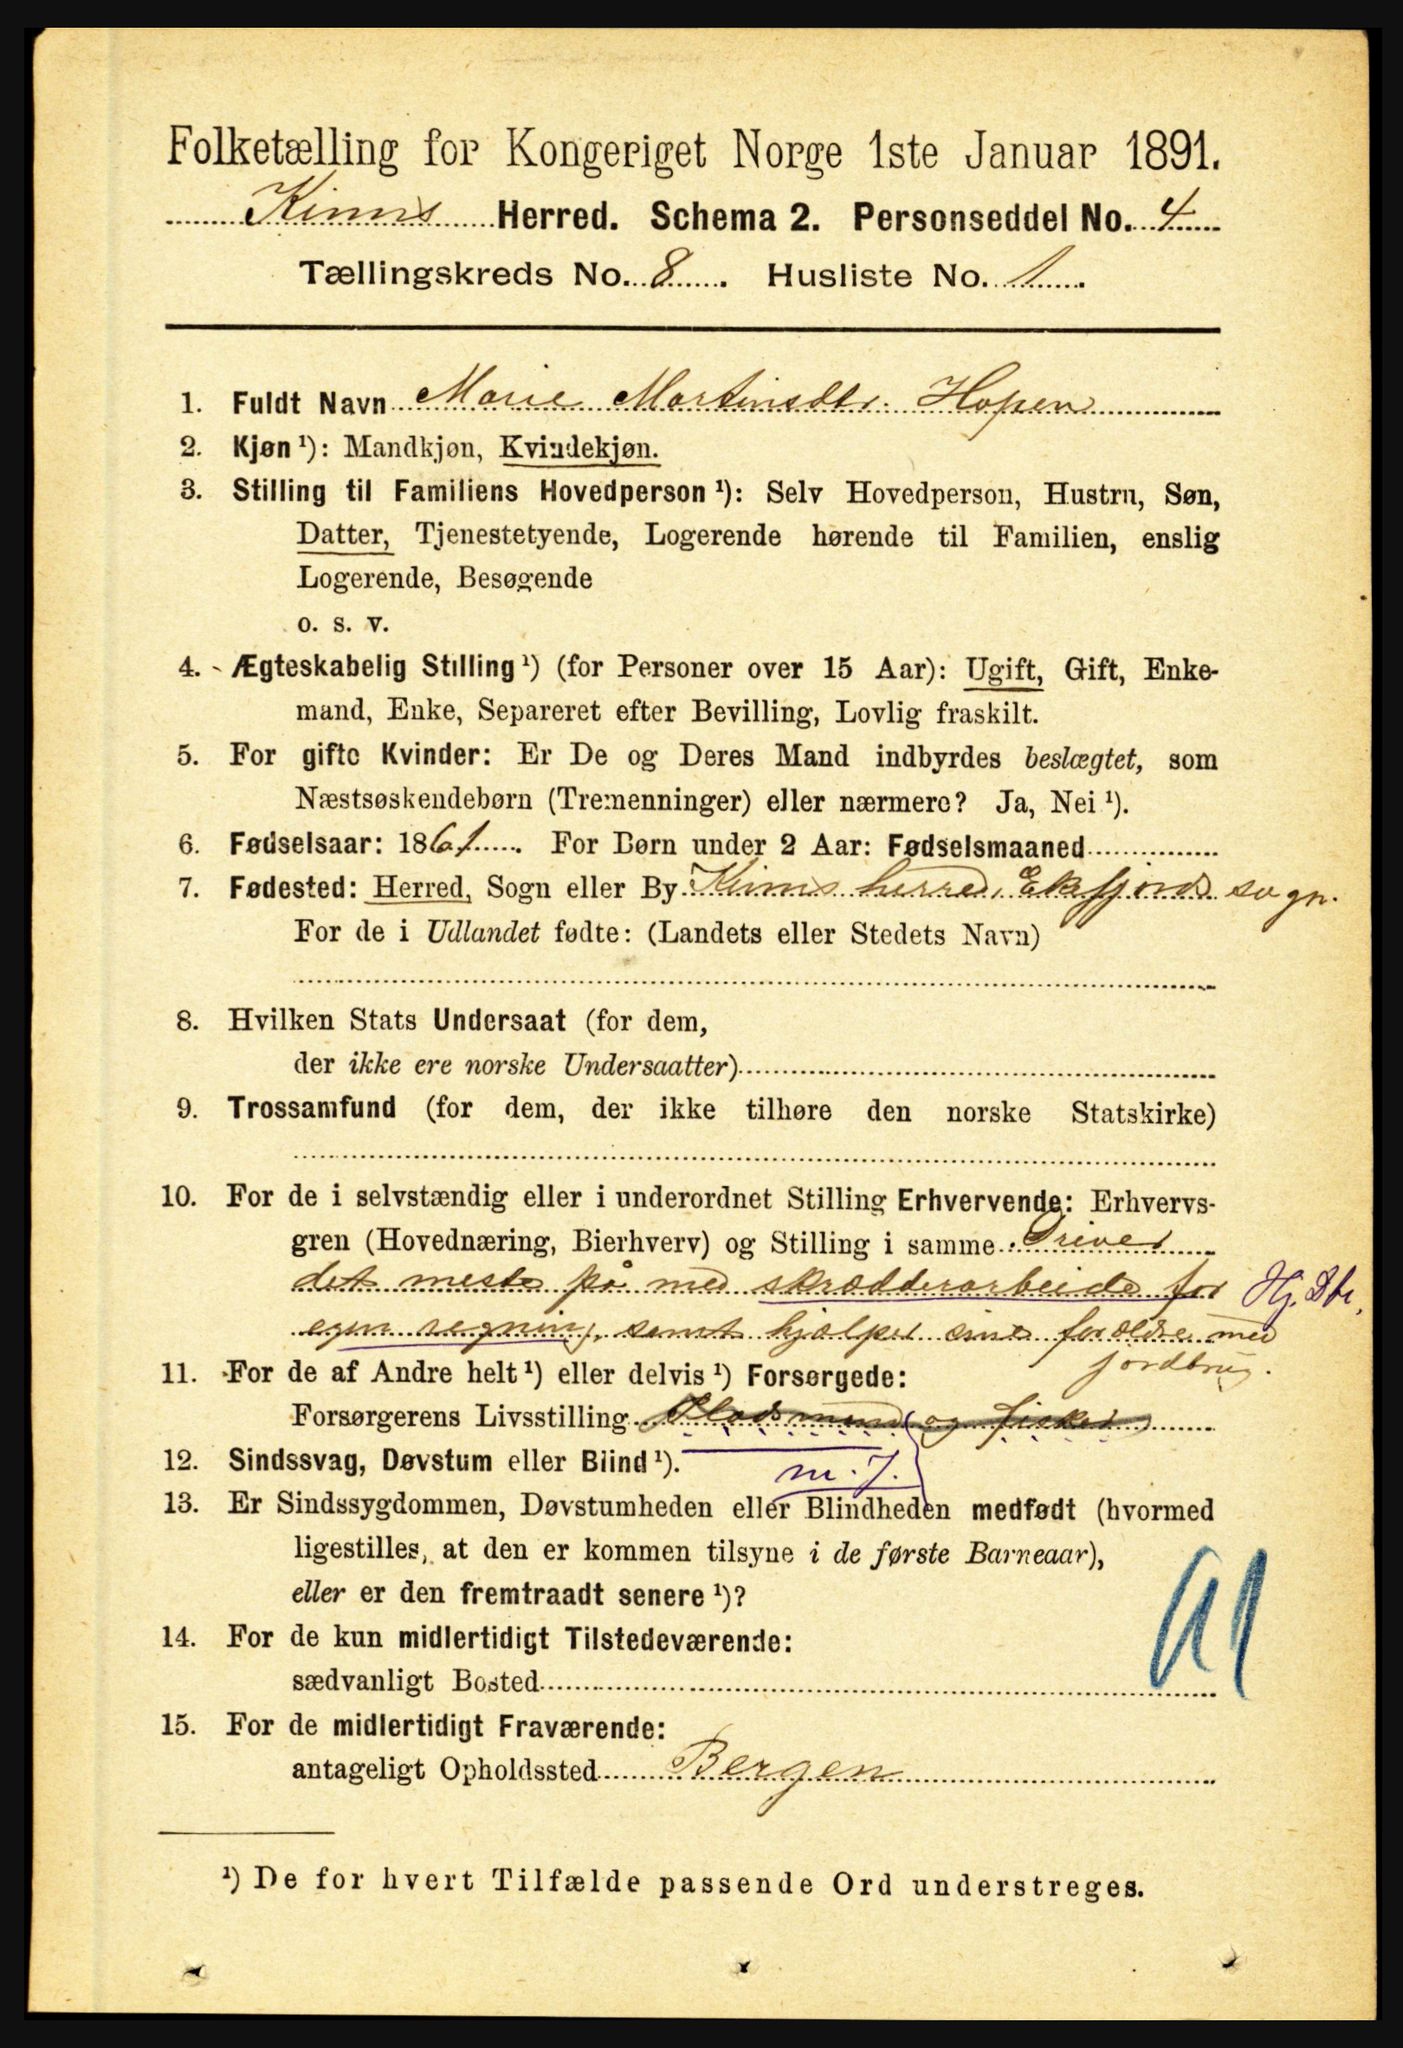 Folketælling for Kongeriget Norge 1ste Januar 1891.
Kinns Herred. Schema 2. Personseddel No. 4
Tællingskreds No. 8. Husliste No. 1.
1. Fuldt Navn Marie Martinsdtr. Hopen
2. Kjøn ¹): Mandkjøn, Kvindekjøn.
3. Stilling til Familiens Hovedperson ¹): Selv Hovedperson, Hustru, Søn,
Datter, Tjenestetyende, Logerende hørende til Familien, enslig
Logerende, Besøgende
o. s. v.
4. Ægteskabelig Stilling ¹) (for Personer over 15 Aar): Ugift, Gift, Enke-
mand, Enke, Separeret efter Bevilling, Lovlig fraskilt.
5. For gifte Kvinder: Er De og Deres Mand indbyrdes beslægtet, som
Næstsøskendebørn (Tremenninger) eller nærmere? Ja, Nei ¹).
6. Fødselsaar: 1861. For Børn under 2 Aar: Fødselsmaaned
7. Fødested: Herred, Sogn eller By Kinns herred, Eikefjords sogn.
For de i Udlandet fødte: (Landets eller Stedets Navn)
8. Hvilken Stats Undersaat (for dem,
der ikke ere norske Undersaatter)
9. Trossamfund (for dem, der ikke tilhøre den norske Statskirke)
10. For de i selvstændig eller i underordnet Stilling Erhvervende: Erhvervs-
gren (Hovednæring, Bierhverv) og Stilling i samme Driver
det meste på med skrædderarbeide for Hj. Dtr.
egen regning, samt hjælper sine forældre med
jordbrug.
11. For de af Andre helt ¹) eller delvis ¹) Forsørgede:
Forsørgerens Livsstilling Pladsmand og fisker
12. Sindssvag, Døvstum eller Blind ¹). m. J.
13. Er Sindssygdommen, Døvstumheden eller Blindheden medfødt (hvormed
ligestilles, at den er kommen tilsyne i de første Barneaar),
eller er den fremtraadt senere ¹)?
14. For de kun midlertidigt Tilstedeværende:
sædvanligt Bosted
15. For de midlertidigt Fraværende:
antageligt Opholdssted Bergen
¹) De for hvert Tilfælde passende Ord understreges.